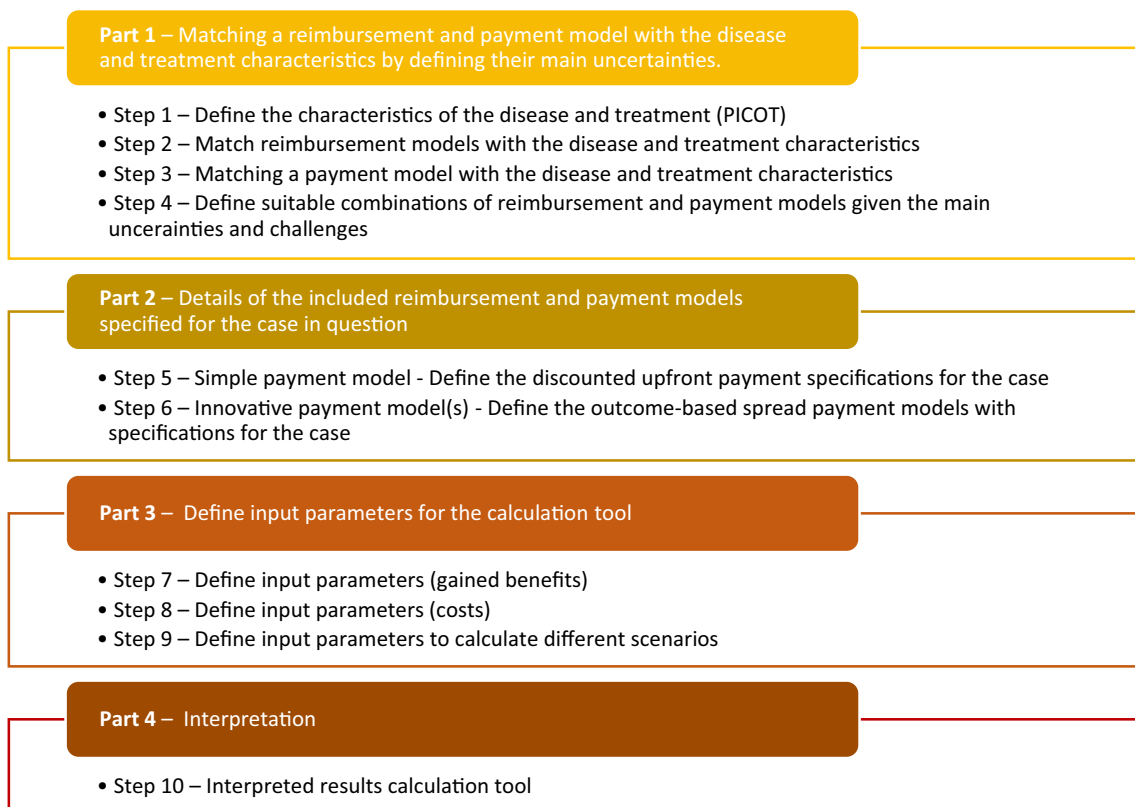 Part 1 – Matching a reimbursement and payment model with the disease
and treatment characteristics by defining their main uncertainties.
• Step 1 – Define the characteristics of the disease and treatment (PICOT)
• Step 2 – Match reimbursement models with the disease and treatment characteristics
• Step 3 – Matching a payment model with the disease and treatment characteristics
• Step 4 – Define suitable combinations of reimbursement and payment models given the main
uncerainties and challenges
Part 2 – Details of the included reimbursement and payment models
specified for the case in question
• Step 5 – Simple payment model - Define the discounted upfront payment specifications for the case
• Step 6 – Innovative payment model(s) - Define the outcome-based spread payment models with
specifications for the case
Part 3 – Define input parameters for the calculation tool
• Step 7 – Define input parameters (gained benefits)
• Step 8 – Define input parameters (costs)
• Step 9 – Define input parameters to calculate different scenarios
Part 4 – Interpretation
• Step 10 – Interpreted results calculation tool